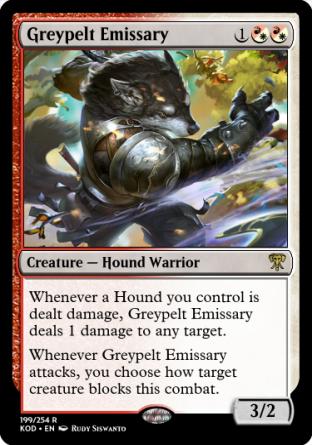 Greypelt Emissary 1
Creature — Hound Warrior
Whenever a Hound you control is
dealt damage, Greypelt Emissary
deals 1 damage to any target.
Whenever Greypelt Emissary
attacks, you choose how target
creature blocks this combat.
3/2
199/254 R
KOD • EN Rudy Siswanto